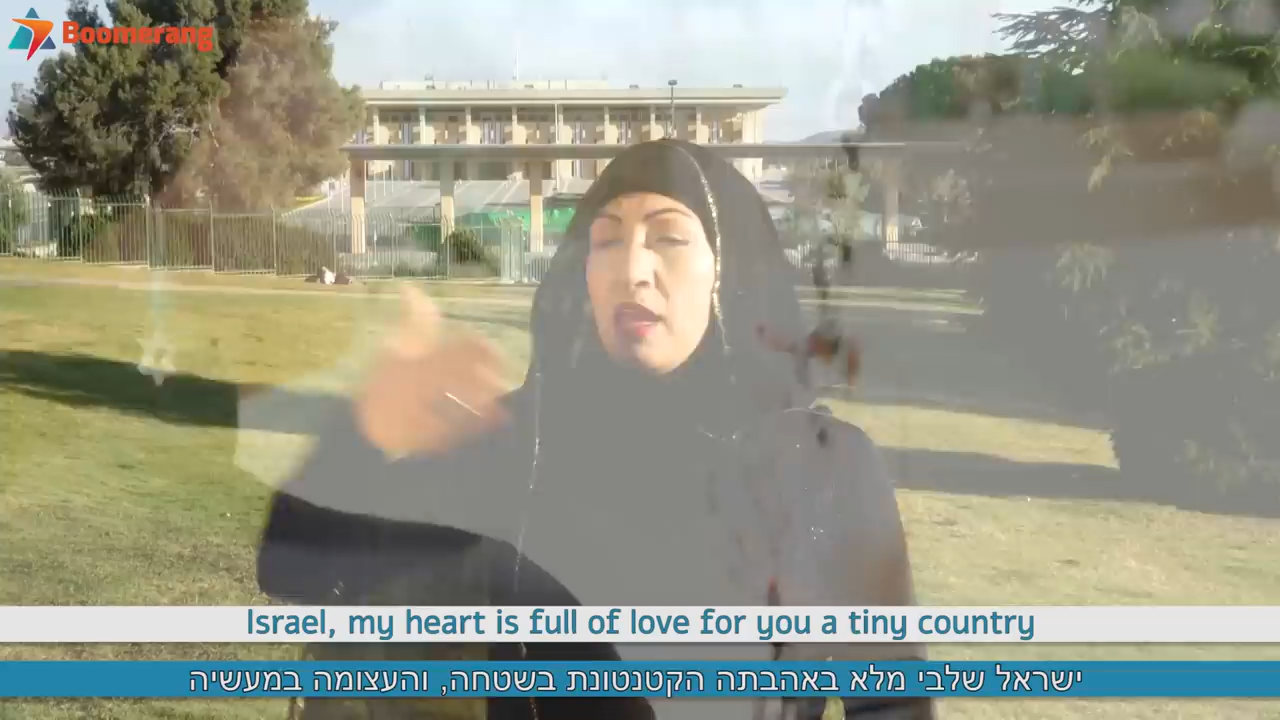 Boomerang
Israel, my heart is full of love for you a tiny country
ישראל שלבי מלא באהבתה הקטנטונת בשטחה, והעצומה במעשיה